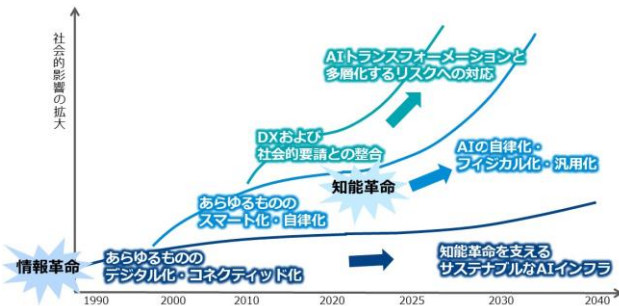 社会的影響の拡大
AIトランスフォーメーションと
多層化するリスクへの対応
DXおよび
社会的要請との整合
AIの自律化・
フィジカル化・汎用化
知能革命
あらゆるものの
スマート化・自律化
情報革命
あらゆるものの
デジタル化・コネクティッド化
知能革命を支える
サステナブルなAIインフラ
1990 2000 2010 2020 2025 2030 2040